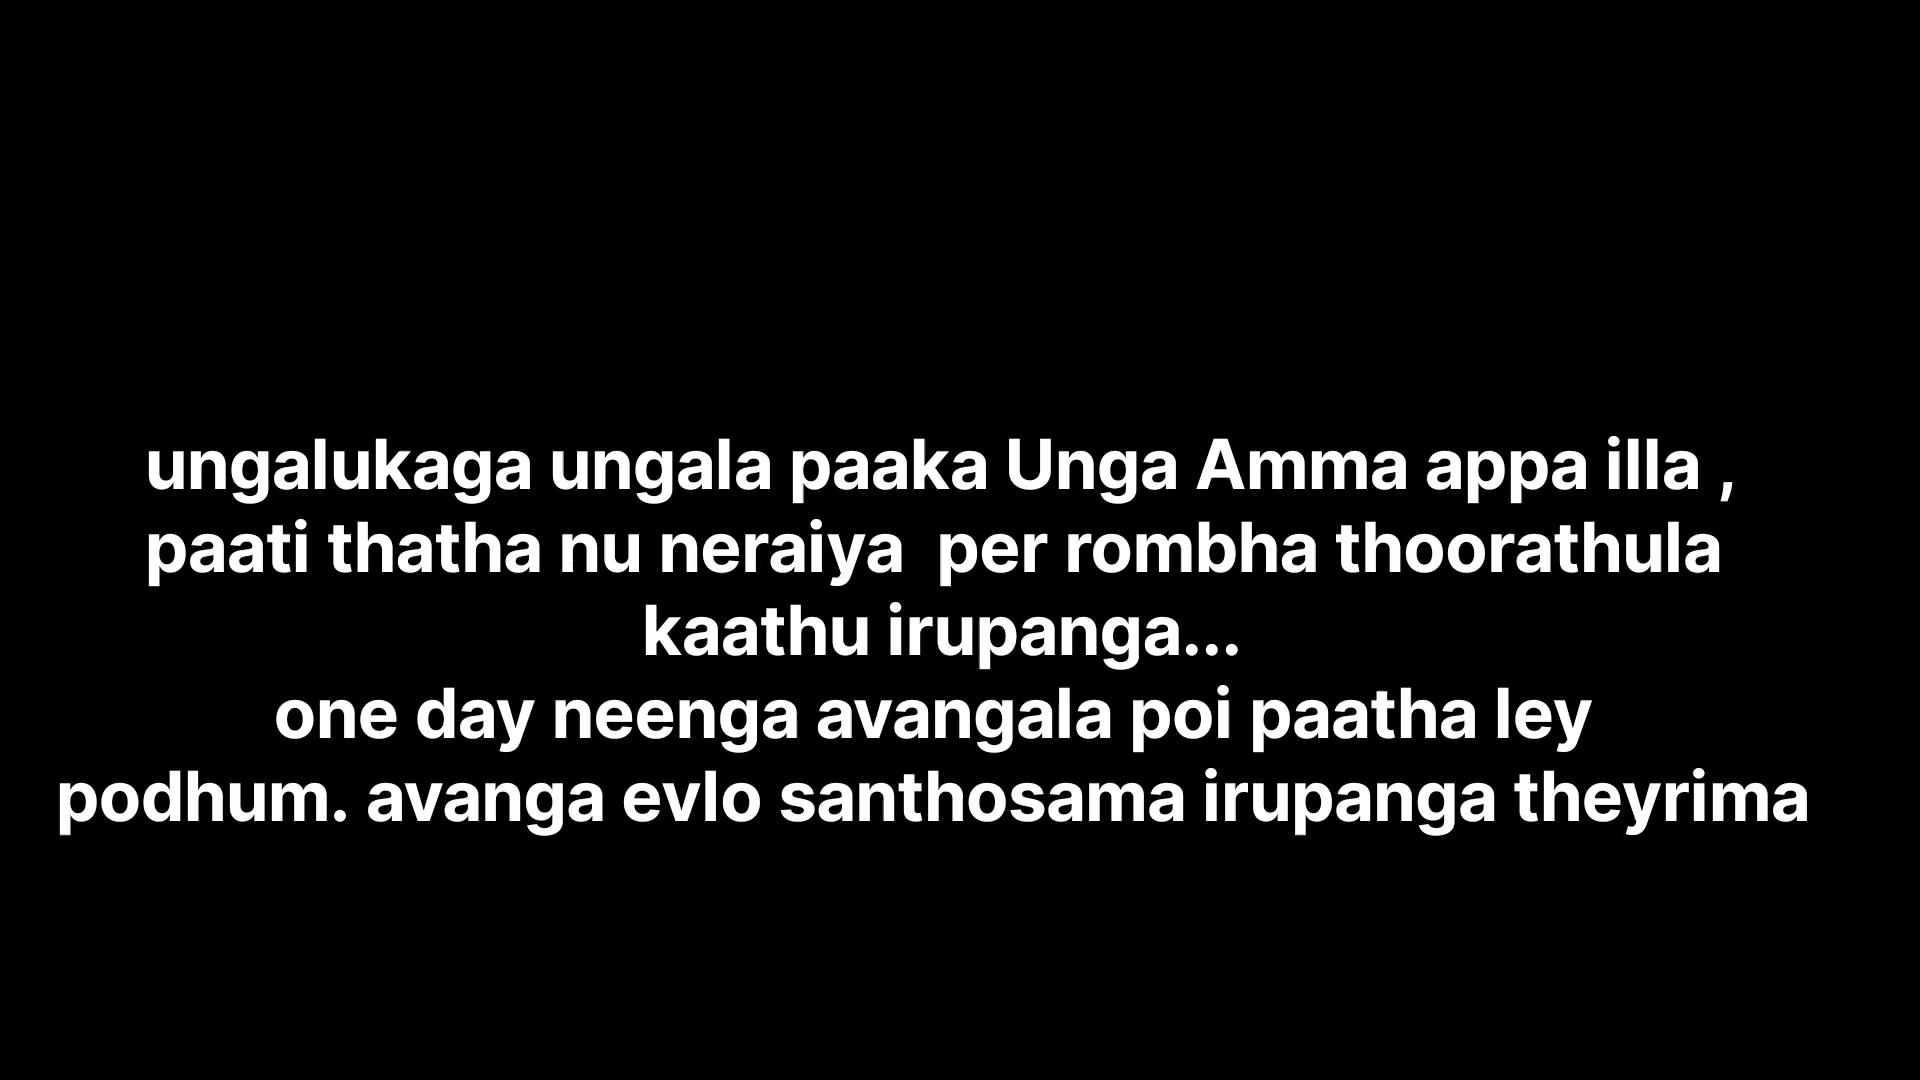 ungalukaga ungala paaka Unga Amma appa illa ,
paati thatha nu neraiya  per rombha thoorathula
kaathu irupanga...
one day neenga avangala poi paatha ley
podhum. avanga evlo santhosama irupanga theyrima